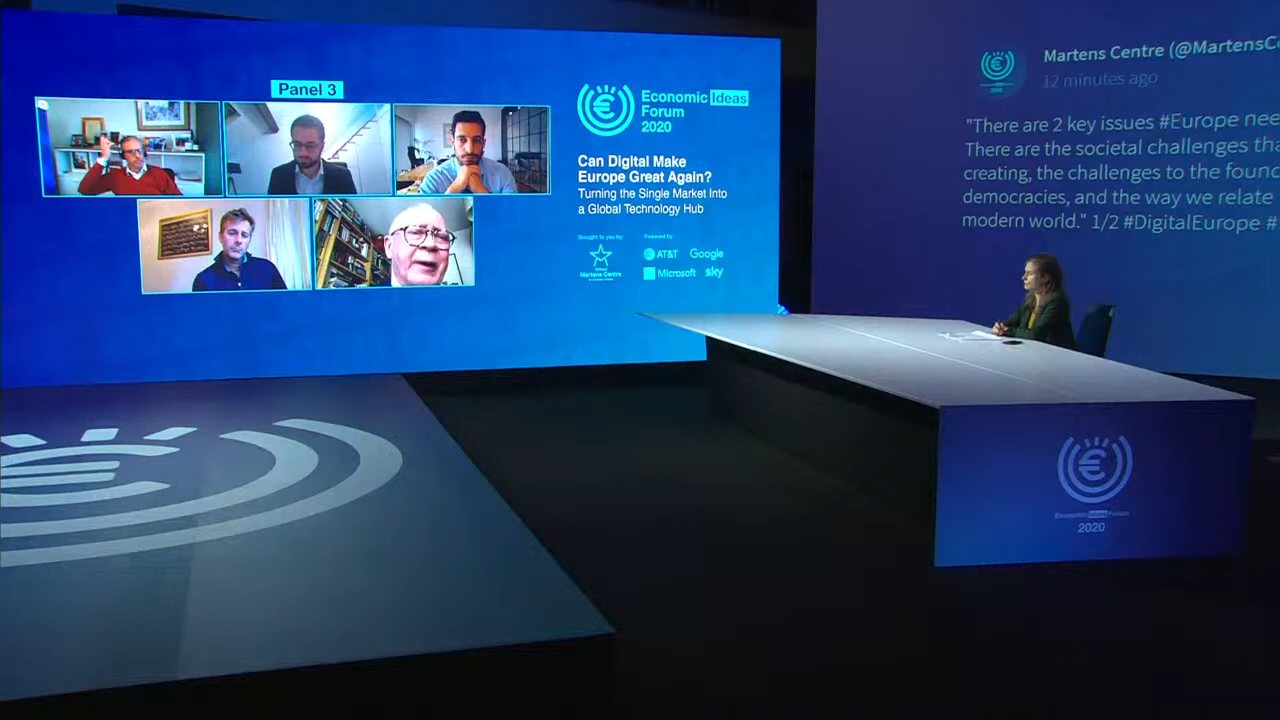 Panel 3
Economic Ideas
Forum
2020
Can Digital Make
Europe Great Again?
Turning the Single Market Into
a Global Technology Hub
Brought to you by:
Powered by:
Martens Centre
AT&T
Google
Microsoft
sky
Martens Centre (@MartensC
12 minutes ago
"There are 2 key issues #Europe nee
There are the societal challenges tha
creating, the challenges to the found
democracies, and the way we relate
modern world." 1/2 #DigitalEurope #
Economic Ideas Forum
2020